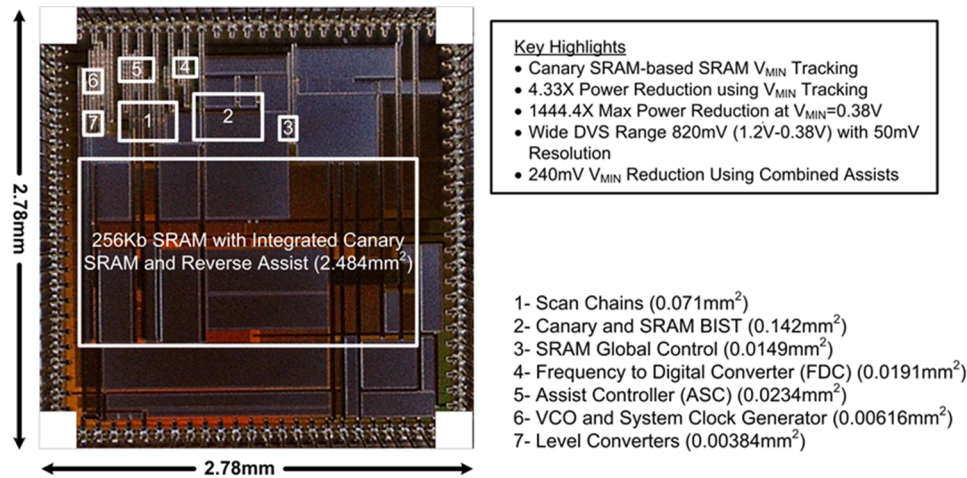 Key Highlights
• Canary SRAM-based SRAM VMIN Tracking
• 4.33X Power Reduction using VMIN Tracking
• 1444.4X Max Power Reduction at VMIN=0.38V
• Wide DVS Range 820mV (1.2V-0.38V) with 50mV
Resolution
• 240mV VMIN Reduction Using Combined Assists
6
5
4
7
1
2
3
256Kb SRAM with Integrated Canary
SRAM and Reverse Assist (2.484mm²)
2.78mm
2.78mm
1- Scan Chains (0.071mm²)
2- Canary and SRAM BIST (0.142mm²)
3- SRAM Global Control (0.0149mm²)
4- Frequency to Digital Converter (FDC) (0.0191mm²)
5- Assist Controller (ASC) (0.0234mm²)
6- VCO and System Clock Generator (0.00616mm²)
7- Level Converters (0.00384mm²)